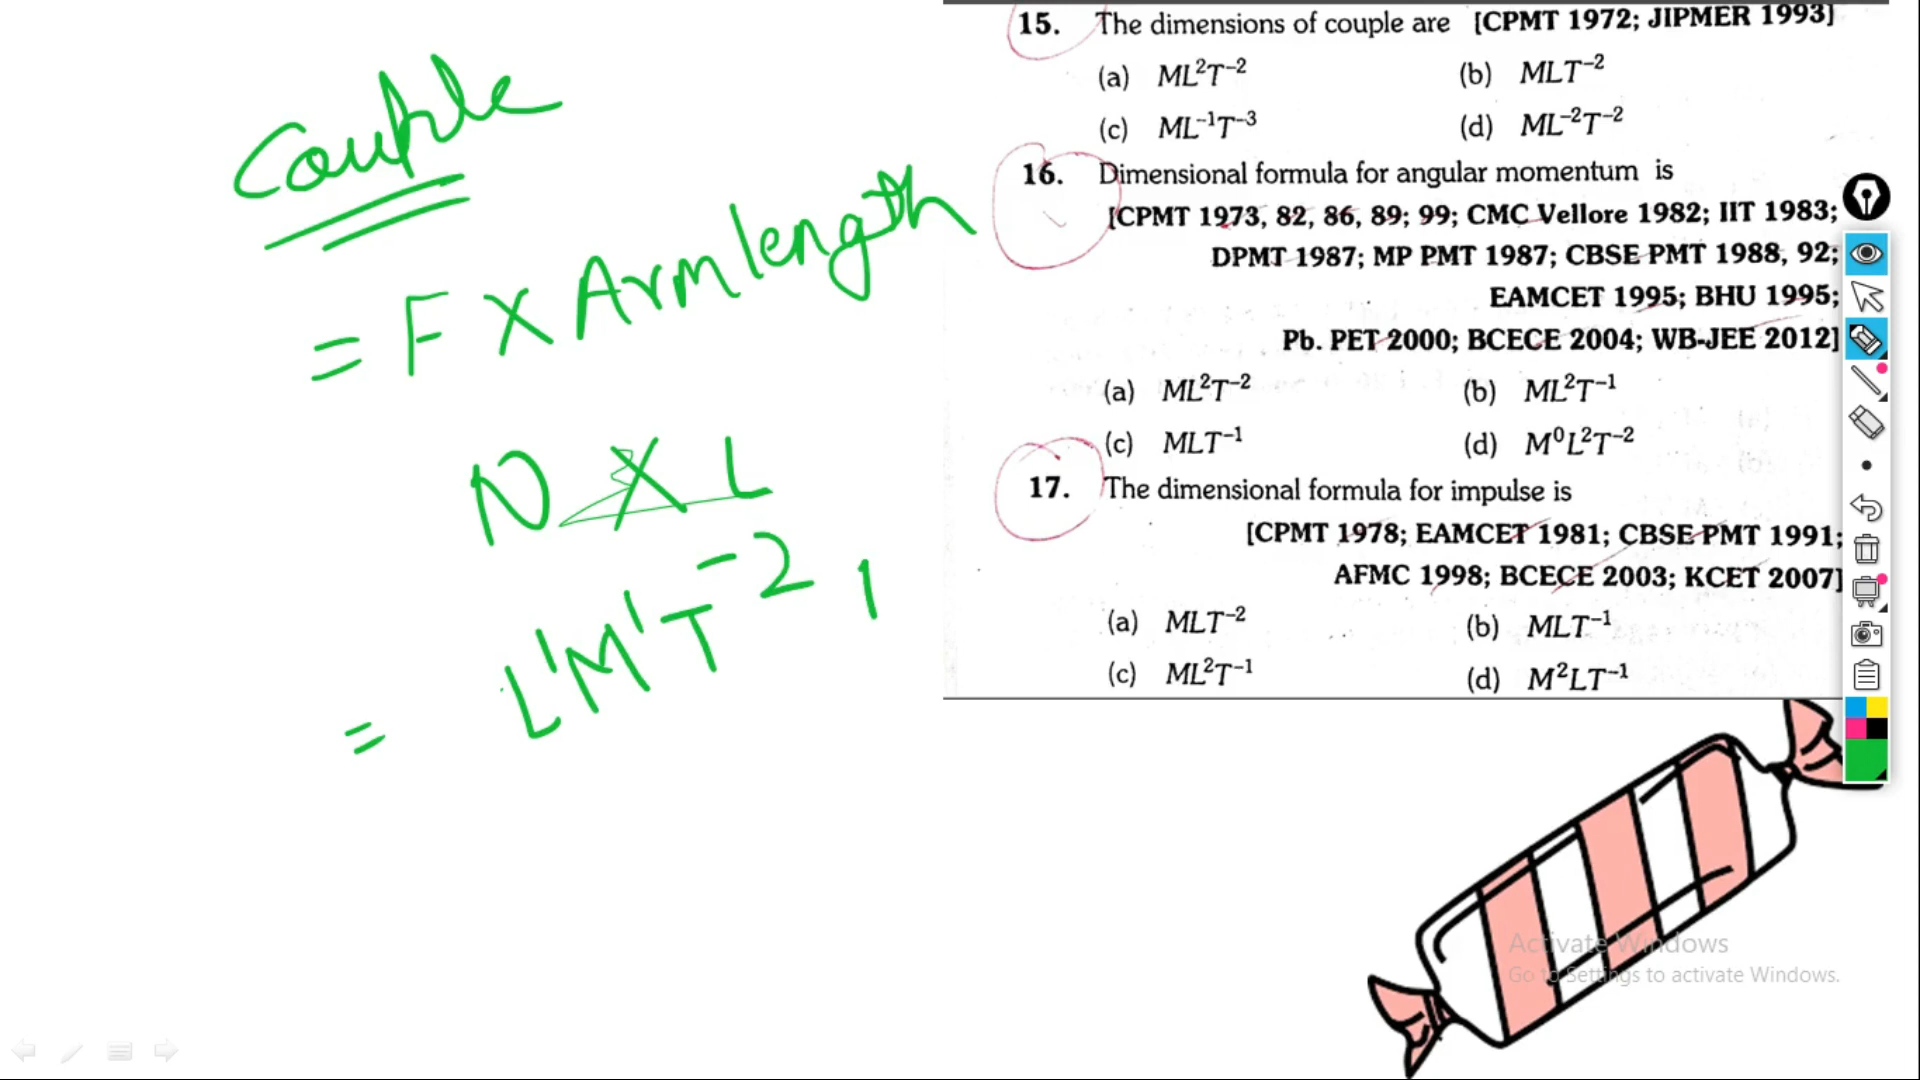 Couple
= F X Arm length
N X L
L¹M¹T⁻² ,
=
15. The dimensions of couple are [CPMT 1972; JIPMER 1993]
(a) ML²T⁻² (b) MLT⁻²
(c) ML⁻¹T⁻³ (d) ML⁻²T⁻²
16. Dimensional formula for angular momentum is
[CPMT 1973, 82, 86, 89; 99; CMC Vellore 1982; IIT 1983;
DPMT 1987; MP PMT 1987; CBSE PMT 1988, 92;
EAMCET 1995; BHU 1995;
Pb. PET 2000; BCECE 2004; WB-JEE 2012]
(a) ML²T⁻² (b) ML²T⁻¹
(c) MLT⁻¹ (d) M⁰L²T⁻²
17. The dimensional formula for impulse is
[CPMT 1978; EAMCET 1981; CBSE PMT 1991;
AFMC 1998; BCECE 2003; KCET 2007]
(a) MLT⁻² (b) MLT⁻¹
(c) ML²T⁻¹ (d) M²LT⁻¹
Activate Windows
Go to Settings to activate Windows.